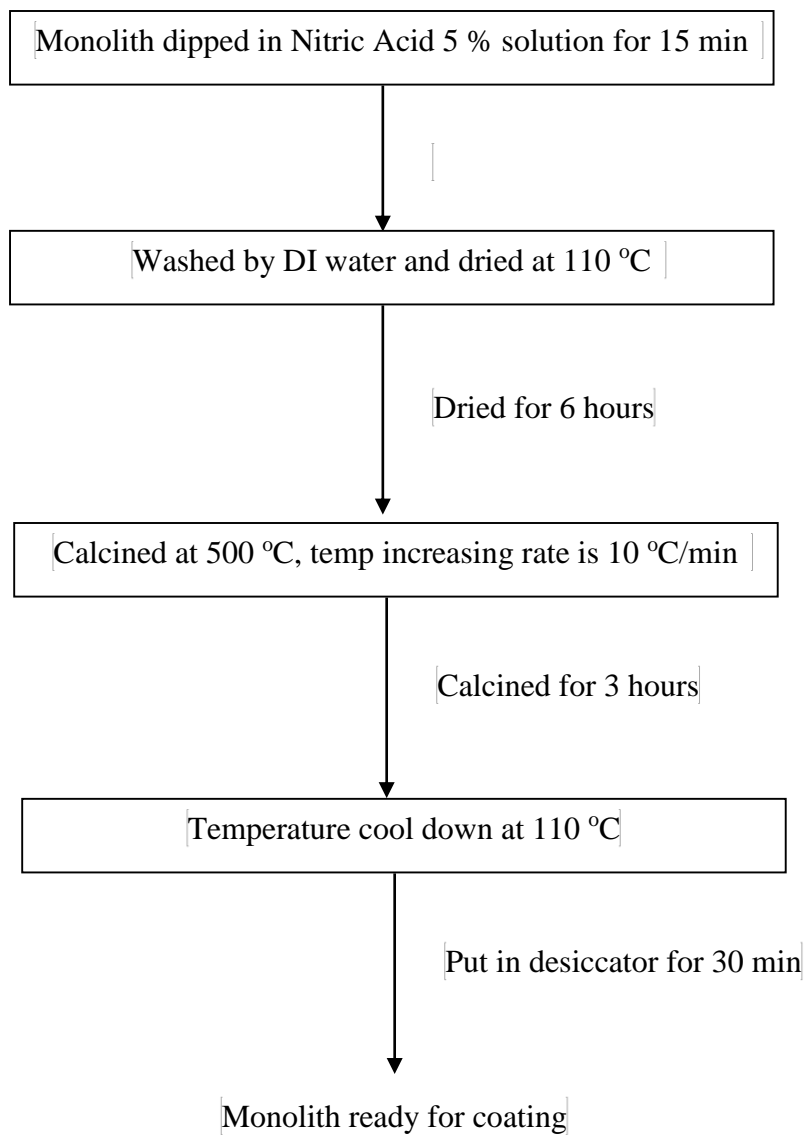 Monolith dipped in Nitric Acid 5 % solution for 15 min
Washed by DI water and dried at 110 ᵒC
Dried for 6 hours
Calcined at 500 ᵒC, temp increasing rate is 10 ᵒC/min
Calcined for 3 hours
Temperature cool down at 110 ᵒC
Put in desiccator for 30 min
Monolith ready for coating